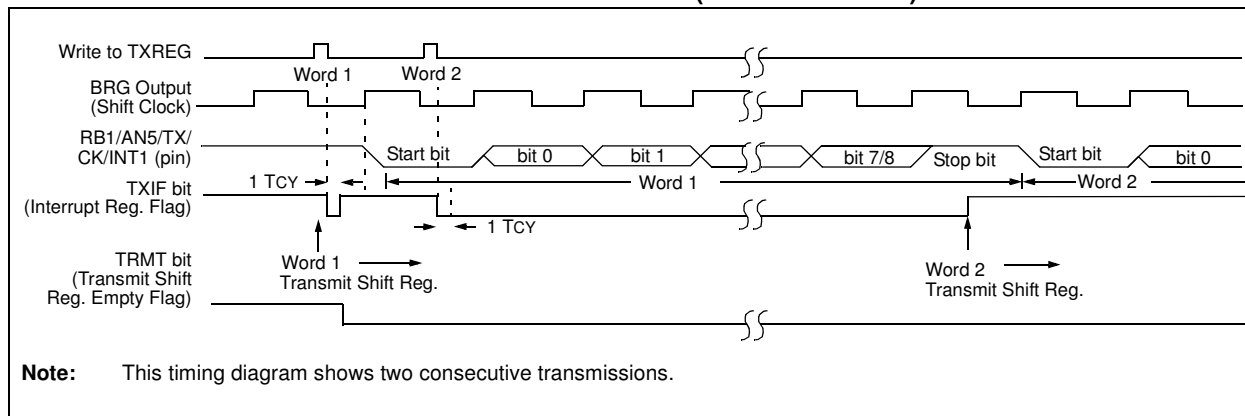 Write to TXREG
Word 1
Word 2
BRG Output
(Shift Clock)
RB1/AN5/TX/
CK/INT1 (pin)
Start bit
bit 0
bit 1
bit 7/8
Stop bit
Start bit
bit 0
1 TCY
Word 1
Word 2
TXIF bit
(Interrupt Reg. Flag)
1 TCY
TRMT bit
(Transmit Shift
Reg. Empty Flag)
Word 1
Transmit Shift Reg.
Word 2
Transmit Shift Reg.
Note: This timing diagram shows two consecutive transmissions.